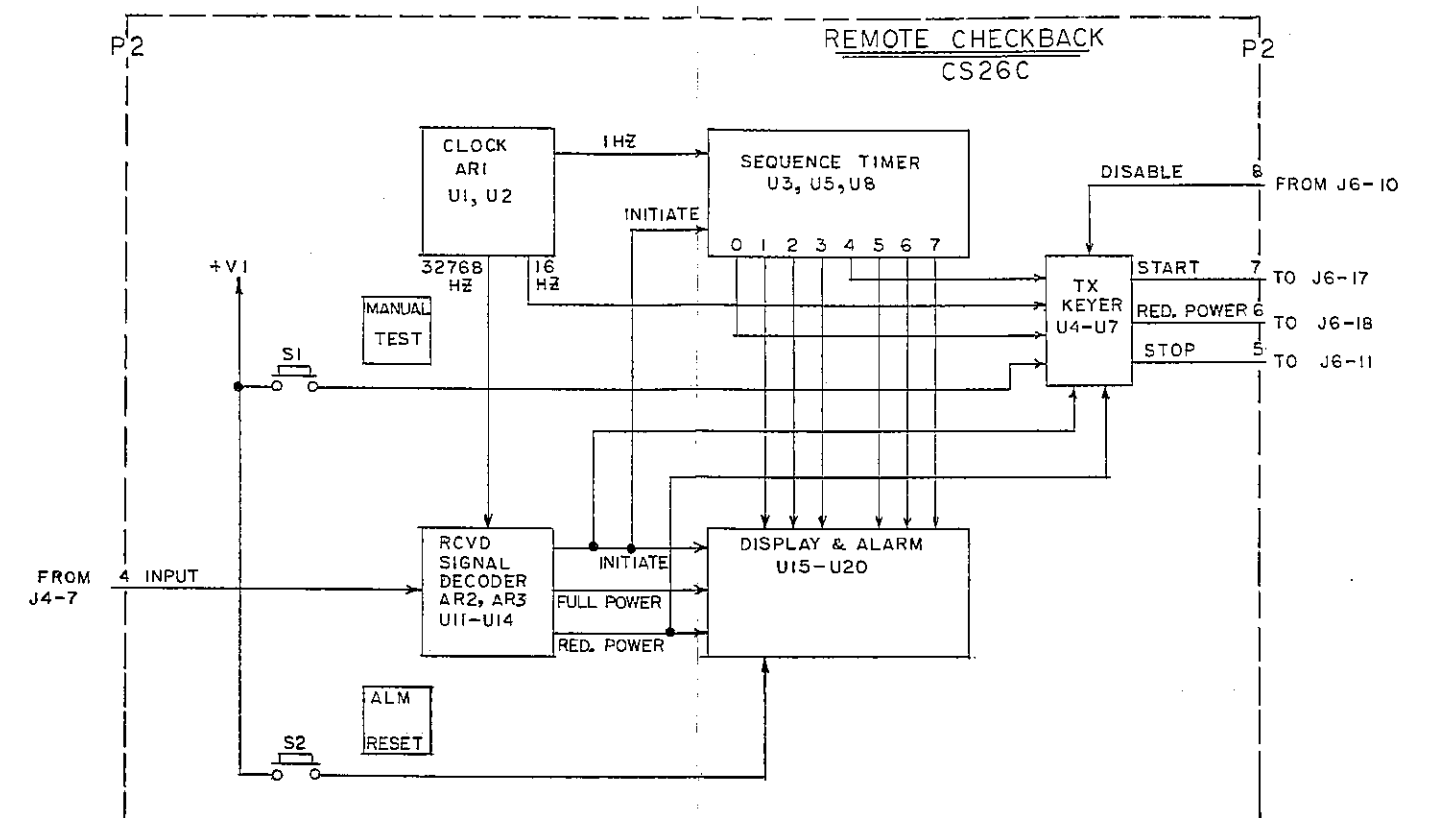 P2
REMOTE CHECKBACK
CS26C
P2
CLOCK
AR1
U1, U2
1HZ
SEQUENCE TIMER
U3, U5, U8
DISABLE
8
FROM J6-10
INITIATE
0 1 2 3 4 5 6 7
32768
HZ
16
HZ
+V1
TX
KEYER
U4-U7
START
7
TO J6-17
RED. POWER
6
TO J6-18
STOP
5
TO J6-11
MANUAL
TEST
S1
RCVD
SIGNAL
DECODER
AR2, AR3
U11-U14
INITIATE
FULL POWER
RED. POWER
DISPLAY & ALARM
U15-U20
FROM
J4-7
4
INPUT
ALM
RESET
S2